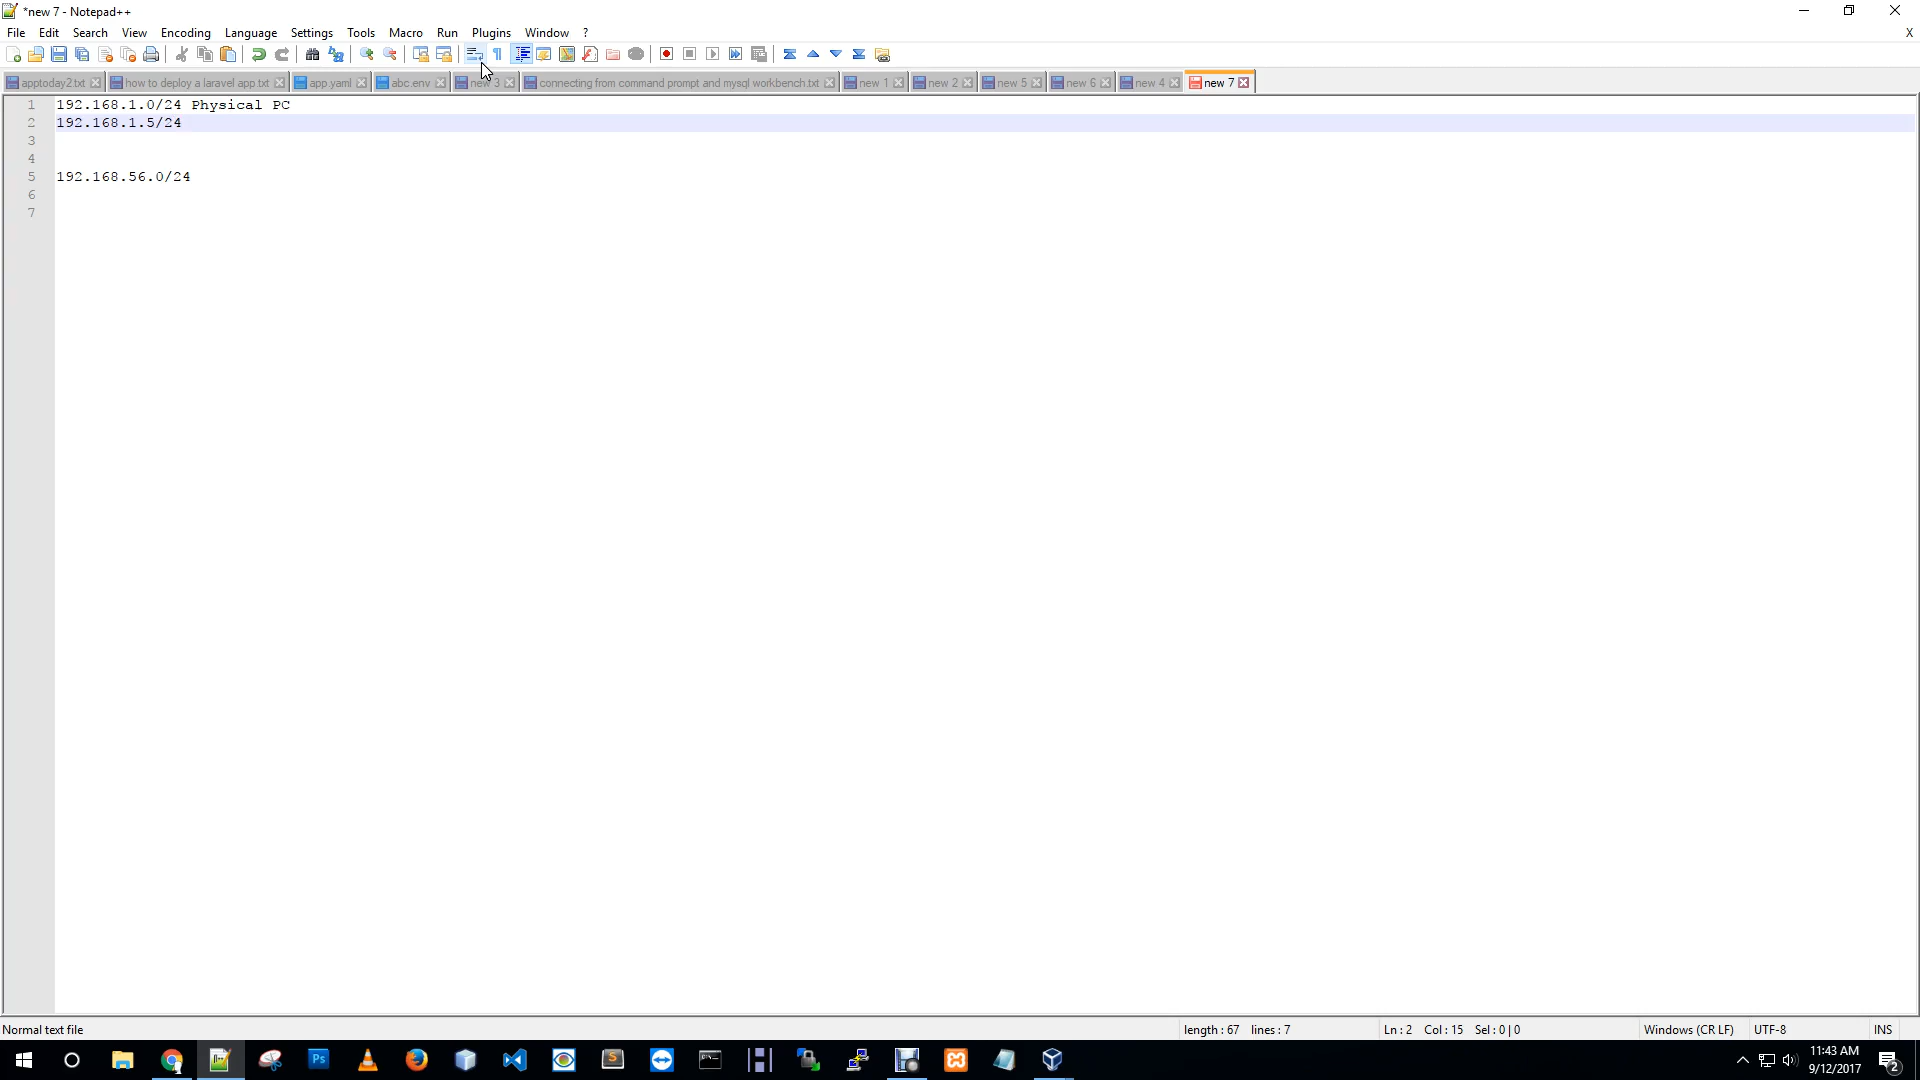 *new 7 - Notepad++
File Edit Search View Encoding Language Settings Tools Macro Run Plugins Window ? X
apptoday2.txt how to deploy a laravel app.txt app.yaml abc.env new 3 connecting from command prompt and mysql workbench.txt new 1 new 2 new 5 new 6 new 4 new 7
1 192.168.1.0/24 Physical PC
2 192.168.1.5/24
3
4
5 192.168.56.0/24
6
7
Normal text file length : 67 lines : 7 Ln : 2 Col : 15 Sel : 0 | 0 Windows (CR LF) UTF-8 INS
Ps S 11:43 AM
9/12/2017 2